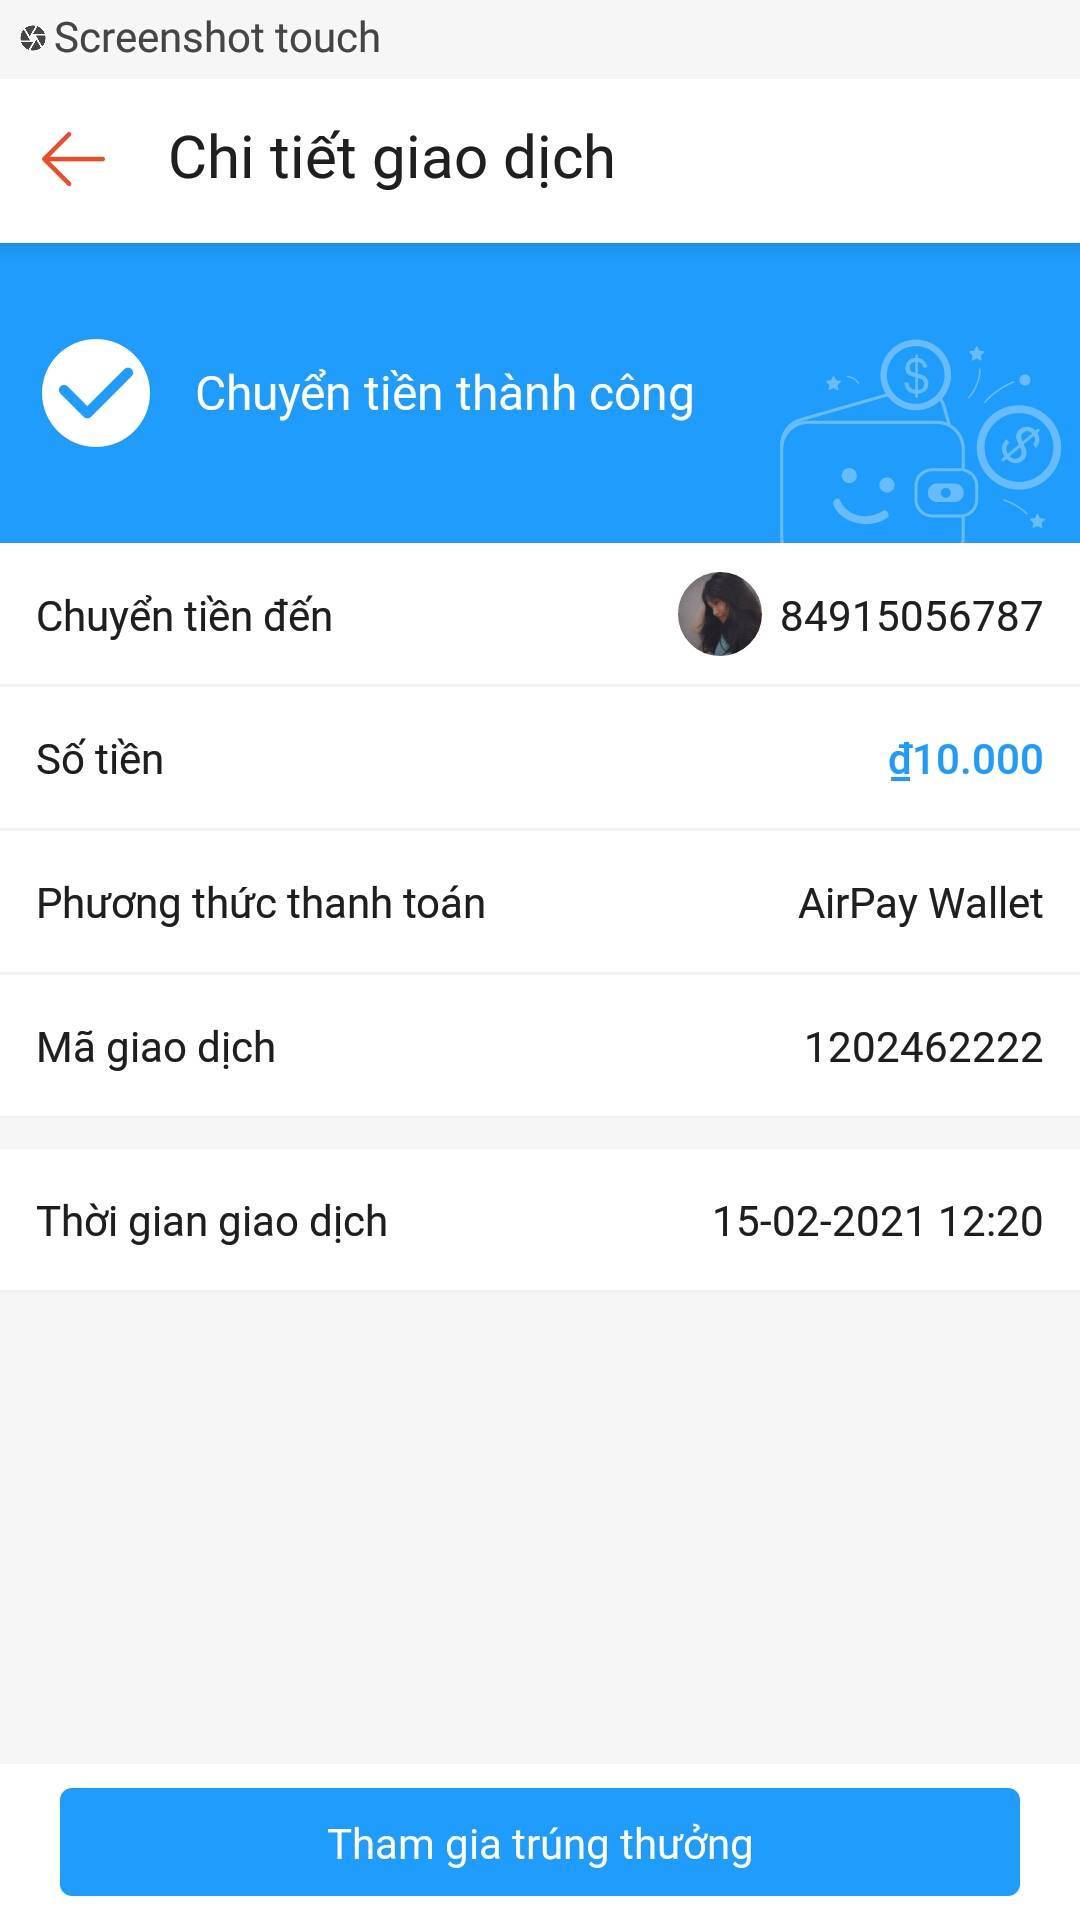 Screenshot touch
Chi tiết giao dịch
Chuyển tiền thành công
Chuyển tiền đến 84915056787
Số tiền ₫10.000
Phương thức thanh toán AirPay Wallet
Mã giao dịch 1202462222
Thời gian giao dịch 15-02-2021 12:20
Tham gia trúng thưởng